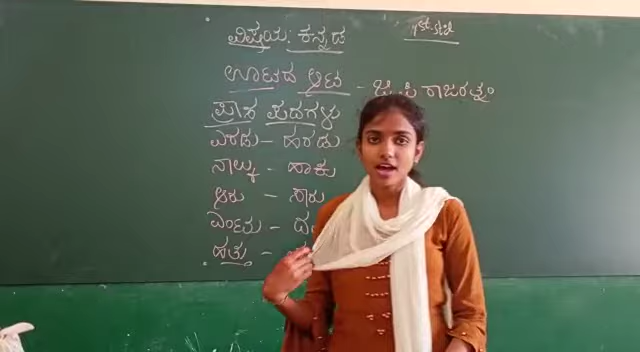 ವಿಷಯ: ಕನ್ನಡ
ಊಟದ ಆಟ - ಜಿ. ಪಿ ರಾಜರತ್ನಂ
ಪ್ರಾಸ ಪದಗಳು
ಎರಡು - ಹರಡು
ನಾಲ್ಕು - ಹಾಕು
ಆರು - ಸಾರು
ಎಂಟು -
ಹತ್ತು -